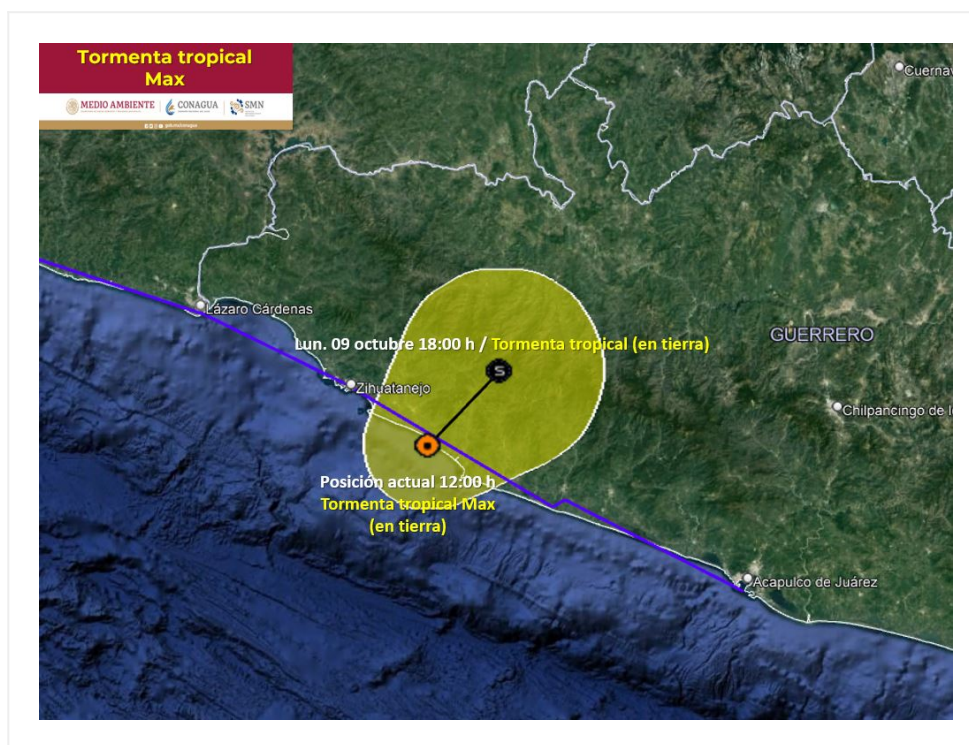 Tormenta tropical
Max
MEDIO AMBIENTE
CONAGUA
SMN
Cuernav
Lázaro Cárdenas
Lun. 09 octubre 18:00 h / Tormenta tropical (en tierra)
GUERRERO
S
Zihuatanejo
Chilpancingo de l
Posición actual 12:00 h
Tormenta tropical Max
(en tierra)
Acapulco de Juárez